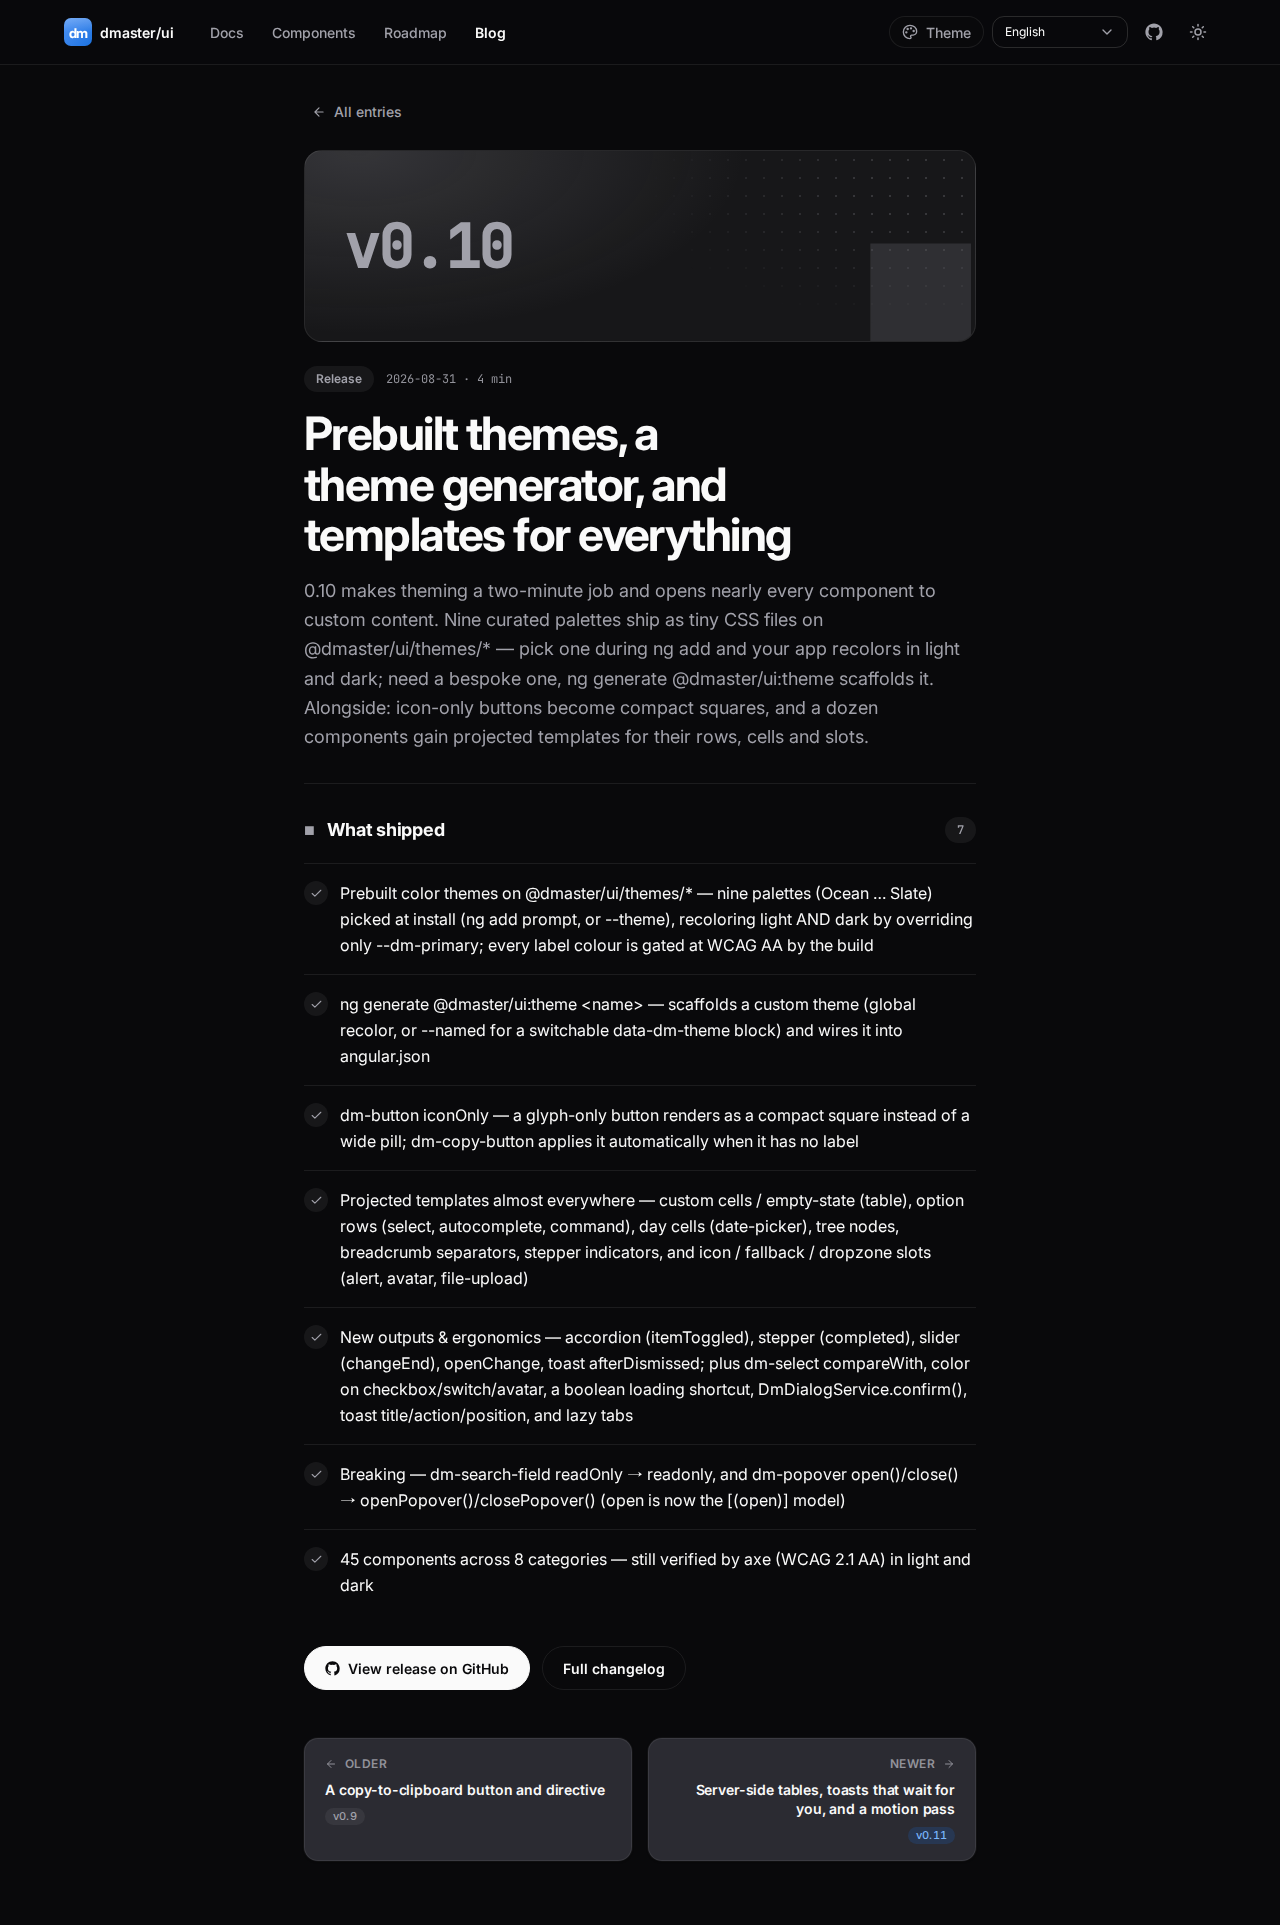 dm dmaster/ui Docs Components Roadmap Blog Theme English
All entries
v0.10
Release 2026-08-31 · 4 min
Prebuilt themes, a
theme generator, and
templates for everything
0.10 makes theming a two-minute job and opens nearly every component to
custom content. Nine curated palettes ship as tiny CSS files on
@dmaster/ui/themes/* — pick one during ng add and your app recolors in light
and dark; need a bespoke one, ng generate @dmaster/ui:theme scaffolds it.
Alongside: icon-only buttons become compact squares, and a dozen
components gain projected templates for their rows, cells and slots.
What shipped 7
Prebuilt color themes on @dmaster/ui/themes/* — nine palettes (Ocean … Slate)
picked at install (ng add prompt, or --theme), recoloring light AND dark by overriding
only --dm-primary; every label colour is gated at WCAG AA by the build
ng generate @dmaster/ui:theme <name> — scaffolds a custom theme (global
recolor, or --named for a switchable data-dm-theme block) and wires it into
angular.json
dm-button iconOnly — a glyph-only button renders as a compact square instead of a
wide pill; dm-copy-button applies it automatically when it has no label
Projected templates almost everywhere — custom cells / empty-state (table), option
rows (select, autocomplete, command), day cells (date-picker), tree nodes,
breadcrumb separators, stepper indicators, and icon / fallback / dropzone slots
(alert, avatar, file-upload)
New outputs & ergonomics — accordion (itemToggled), stepper (completed), slider
(changeEnd), openChange, toast afterDismissed; plus dm-select compareWith, color
on checkbox/switch/avatar, a boolean loading shortcut, DmDialogService.confirm(),
toast title/action/position, and lazy tabs
Breaking — dm-search-field readOnly → readonly, and dm-popover open()/close()
→ openPopover()/closePopover() (open is now the [(open)] model)
45 components across 8 categories — still verified by axe (WCAG 2.1 AA) in light and
dark
View release on GitHub Full changelog
OLDER
A copy-to-clipboard button and directive
v0.9
NEWER
Server-side tables, toasts that wait for
you, and a motion pass
v0.11